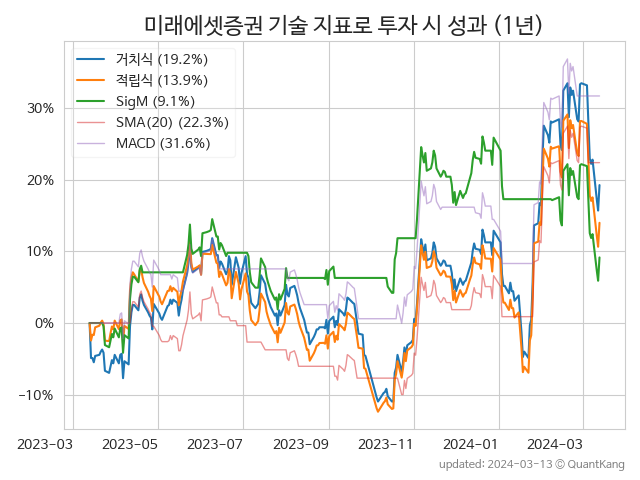 미래에셋증권 기술 지표로 투자 시 성과 (1년)
거치식 (19.2%)
적립식 (13.9%)
SigM (9.1%)
SMA(20) (22.3%)
MACD (31.6%)
30%
20%
10%
0%
−10%
2023−03 2023−05 2023−07 2023−09 2023−11 2024−01 2024−03
updated: 2024-03-13 © QuantKang